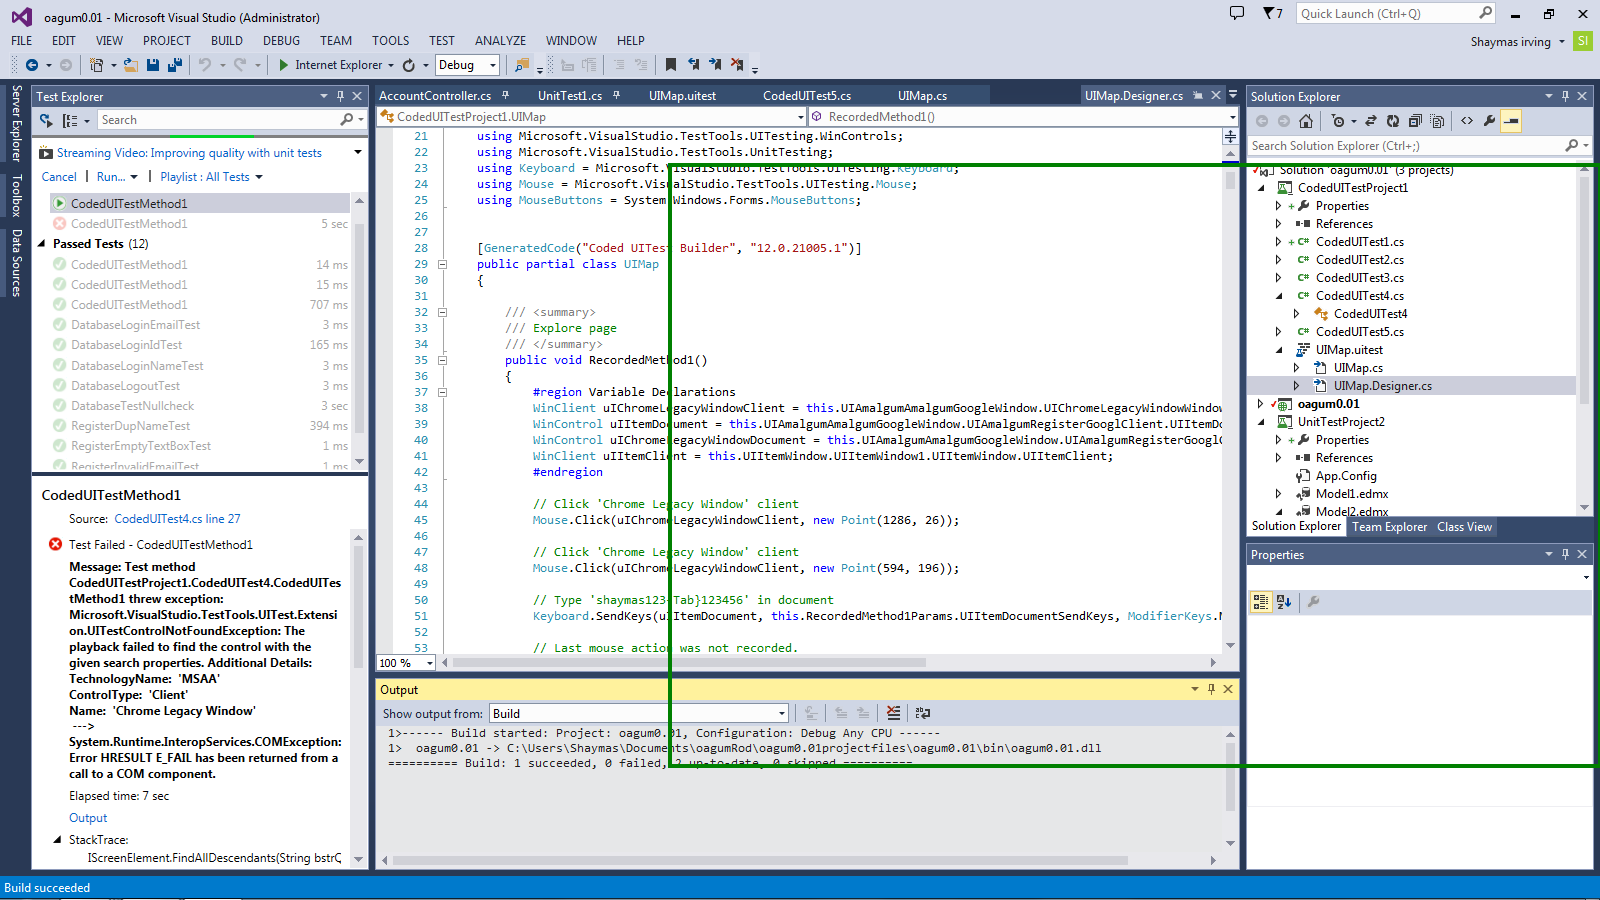 oagum0.01 - Microsoft Visual Studio (Administrator)
7
Quick Launch (Ctrl+Q)
FILE EDIT VIEW PROJECT BUILD DEBUG TEAM TOOLS TEST ANALYZE WINDOW HELP
Shaymas irving
SI
Internet Explorer
Debug
Server Explorer
Toolbox
Data Sources
Test Explorer
Search
Streaming Video: Improving quality with unit tests
Cancel | Run... | Playlist : All Tests
CodedUITestMethod1
CodedUITestMethod1 5 sec
Passed Tests (12)
CodedUITestMethod1 14 ms
CodedUITestMethod1 15 ms
CodedUITestMethod1 707 ms
DatabaseLoginEmailTest 3 ms
DatabaseLoginIdTest 165 ms
DatabaseLoginNameTest 3 ms
DatabaseLogoutTest 3 ms
DatabaseTestNullcheck 3 sec
RegisterDupNameTest 394 ms
RegisterEmptyTextBoxTest 1 ms
RegisterInvalidEmailTest 1 ms
CodedUITestMethod1
Source: CodedUITest4.cs line 27
Test Failed - CodedUITestMethod1
Message: Test method
CodedUITestProject1.CodedUITest4.CodedUITes
tMethod1 threw exception:
Microsoft.VisualStudio.TestTools.UITest.Extensi
on.UITestControlNotFoundException: The
playback failed to find the control with the
given search properties. Additional Details:
TechnologyName: 'MSAA'
ControlType: 'Client'
Name: 'Chrome Legacy Window'
--->
System.Runtime.InteropServices.COMException:
Error HRESULT E_FAIL has been returned from a
call to a COM component.
Elapsed time: 7 sec
Output
StackTrace:
IScreenElement.FindAllDescendants(String bstrQ
AccountController.cs UnitTest1.cs UIMap.uitest CodedUITest5.cs UIMap.cs UIMap.Designer.cs
CodedUITestProject1.UIMap RecordedMethod1()
21 using Microsoft.VisualStudio.TestTools.UITesting.WinControls;
22 using Microsoft.VisualStudio.TestTools.UnitTesting;
23 using Keyboard = Microsoft.VisualStudio.TestTools.UITesting.Keyboard;
24 using Mouse = Microsoft.VisualStudio.TestTools.UITesting.Mouse;
25 using MouseButtons = System.Windows.Forms.MouseButtons;
26
27
28 [GeneratedCode("Coded UITest Builder", "12.0.21005.1")]
29 public partial class UIMap
30 {
31
32 /// <summary>
33 /// Explore page
34 /// </summary>
35 public void RecordedMethod1()
36 {
37 #region Variable Declarations
38 WinClient uIChromeLegacyWindowClient = this.UIAmalgumAmalgumGoogleWindow.UIChromeLegacyWindowWindow
39 WinControl uIItemDocument = this.UIAmalgumAmalgumGoogleWindow.UIAmalgumRegisterGooglClient.UIItemDo
40 WinControl uIChromeLegacyWindowDocument = this.UIAmalgumAmalgumGoogleWindow.UIAmalgumRegisterGooglC
41 WinClient uIItemClient = this.UIItemWindow.UIItemWindow1.UIItemWindow.UIItemClient;
42 #endregion
43
44 // Click 'Chrome Legacy Window' client
45 Mouse.Click(uIChromeLegacyWindowClient, new Point(1286, 26));
46
47 // Click 'Chrome Legacy Window' client
48 Mouse.Click(uIChromeLegacyWindowClient, new Point(594, 196));
49
50 // Type 'shaymas123{Tab}123456' in document
51 Keyboard.SendKeys(uIItemDocument, this.RecordedMethod1Params.UIItemDocumentSendKeys, ModifierKeys.N
52
53 // Last mouse action was not recorded.
100 %
Output
Show output from: Build
1>------ Build started: Project: oagum0.01, Configuration: Debug Any CPU ------
1> oagum0.01 -> C:\Users\Shaymas\Documents\oagumRod\oagum0.01projectfiles\oagum0.01\bin\oagum0.01.dll
========== Build: 1 succeeded, 0 failed, 2 up-to-date, 0 skipped ==========
Solution Explorer
Search Solution Explorer (Ctrl+;)
Solution "oagum0.01" (3 projects)
CodedUITestProject1
Properties
References
CodedUITest1.cs
CodedUITest2.cs
CodedUITest3.cs
CodedUITest4.cs
CodedUITest4
CodedUITest5.cs
UIMap.uitest
UIMap.cs
UIMap.Designer.cs
oagum0.01
UnitTestProject2
Properties
References
App.Config
Model1.edmx
Model2.edmx
Solution Explorer Team Explorer Class View
Properties
Build succeeded